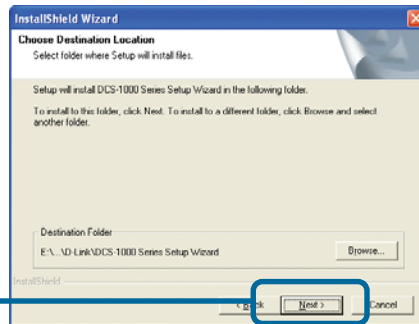 InstallShield Wizard
Choose Destination Location
Select folder where Setup will install files.
Setup will install DCS-1000 Series Setup Wizard in the following folder.
To install to this folder, click Next. To install to a different folder, click Browse and select
another folder.
Destination Folder
E:\...\D-Link\DCS-1000 Series Setup Wizard
Browse...
InstallShield
< Back
Next >
Cancel